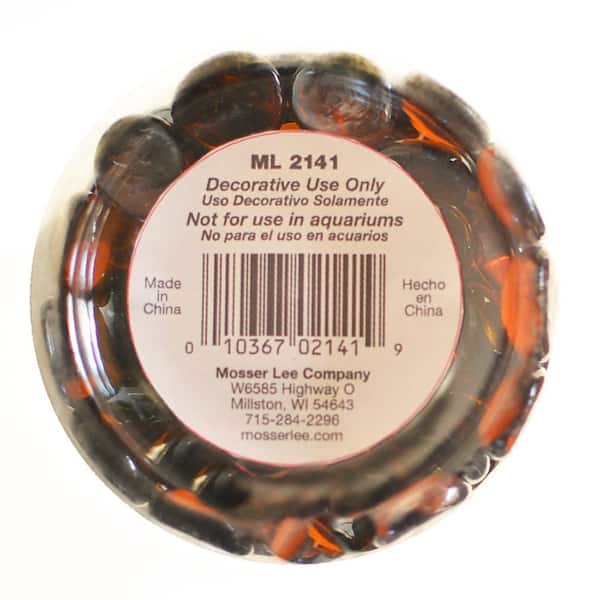 ML 2141
Decorative Use Only
Uso Decorativo Solamente
Not for use in aquariums
No para el uso en acuarios
Made
in
China
Hecho
en
China
0 10367 02141 9
Mosser Lee Company
W6585 Highway O
Millston, WI 54643
715-284-2296
mosserlee.com